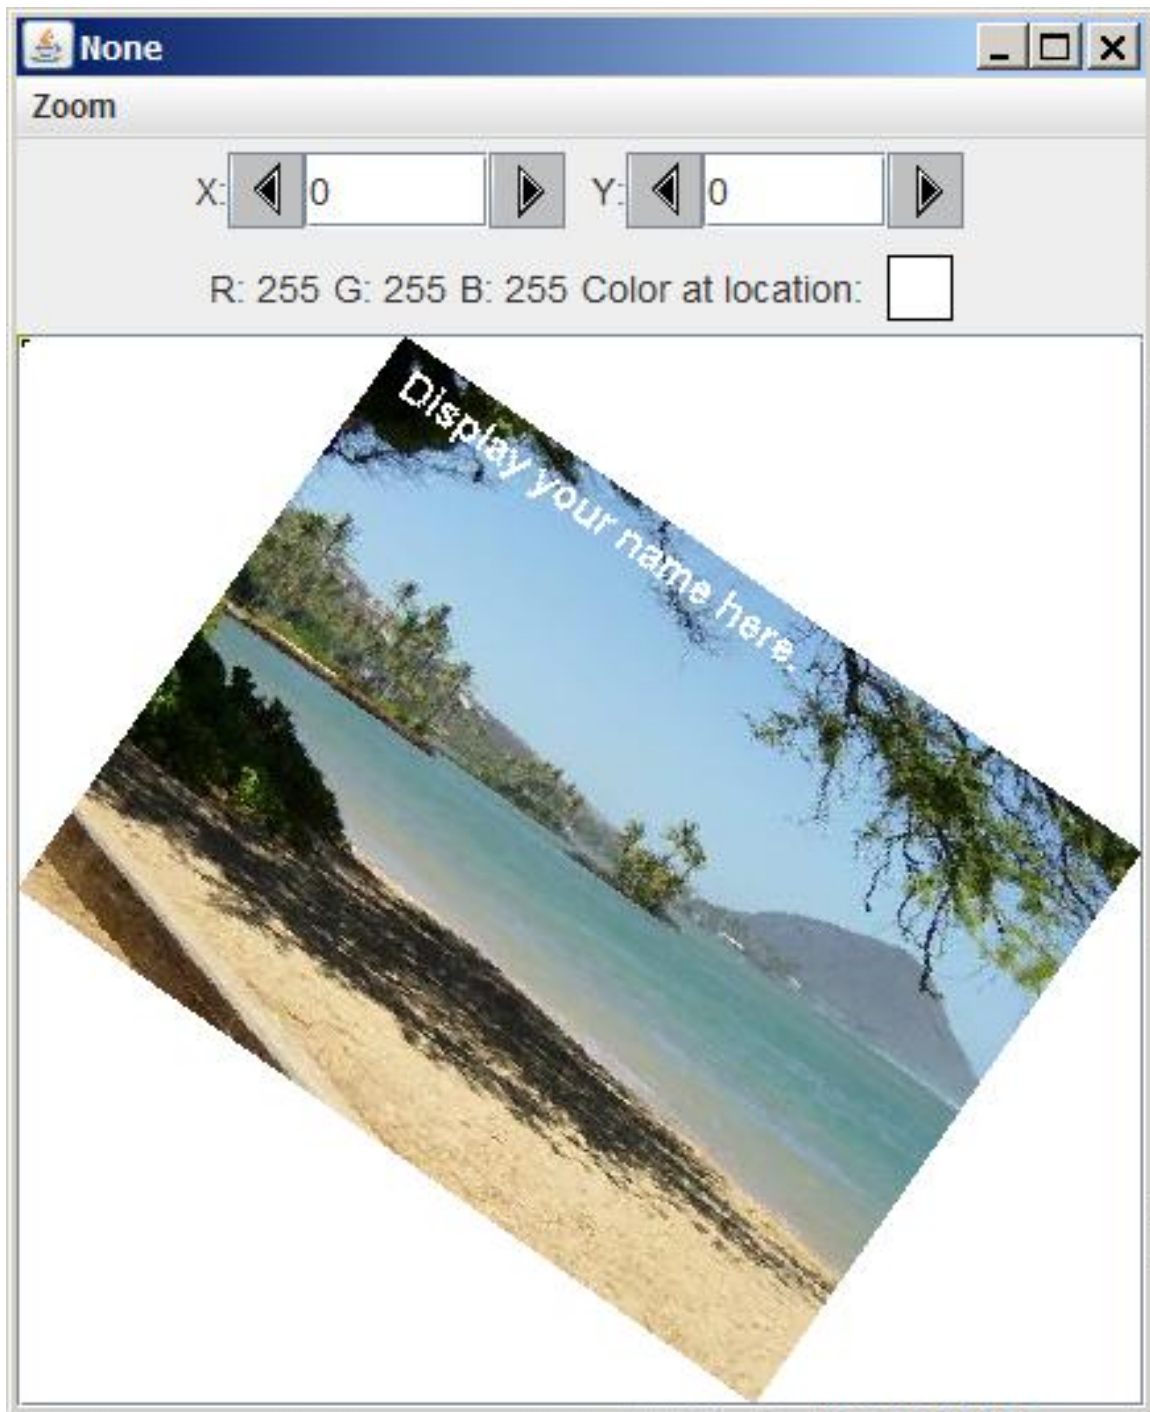 None
Zoom
X: 0 Y: 0
R: 255 G: 255 B: 255 Color at location:
Display your name here.